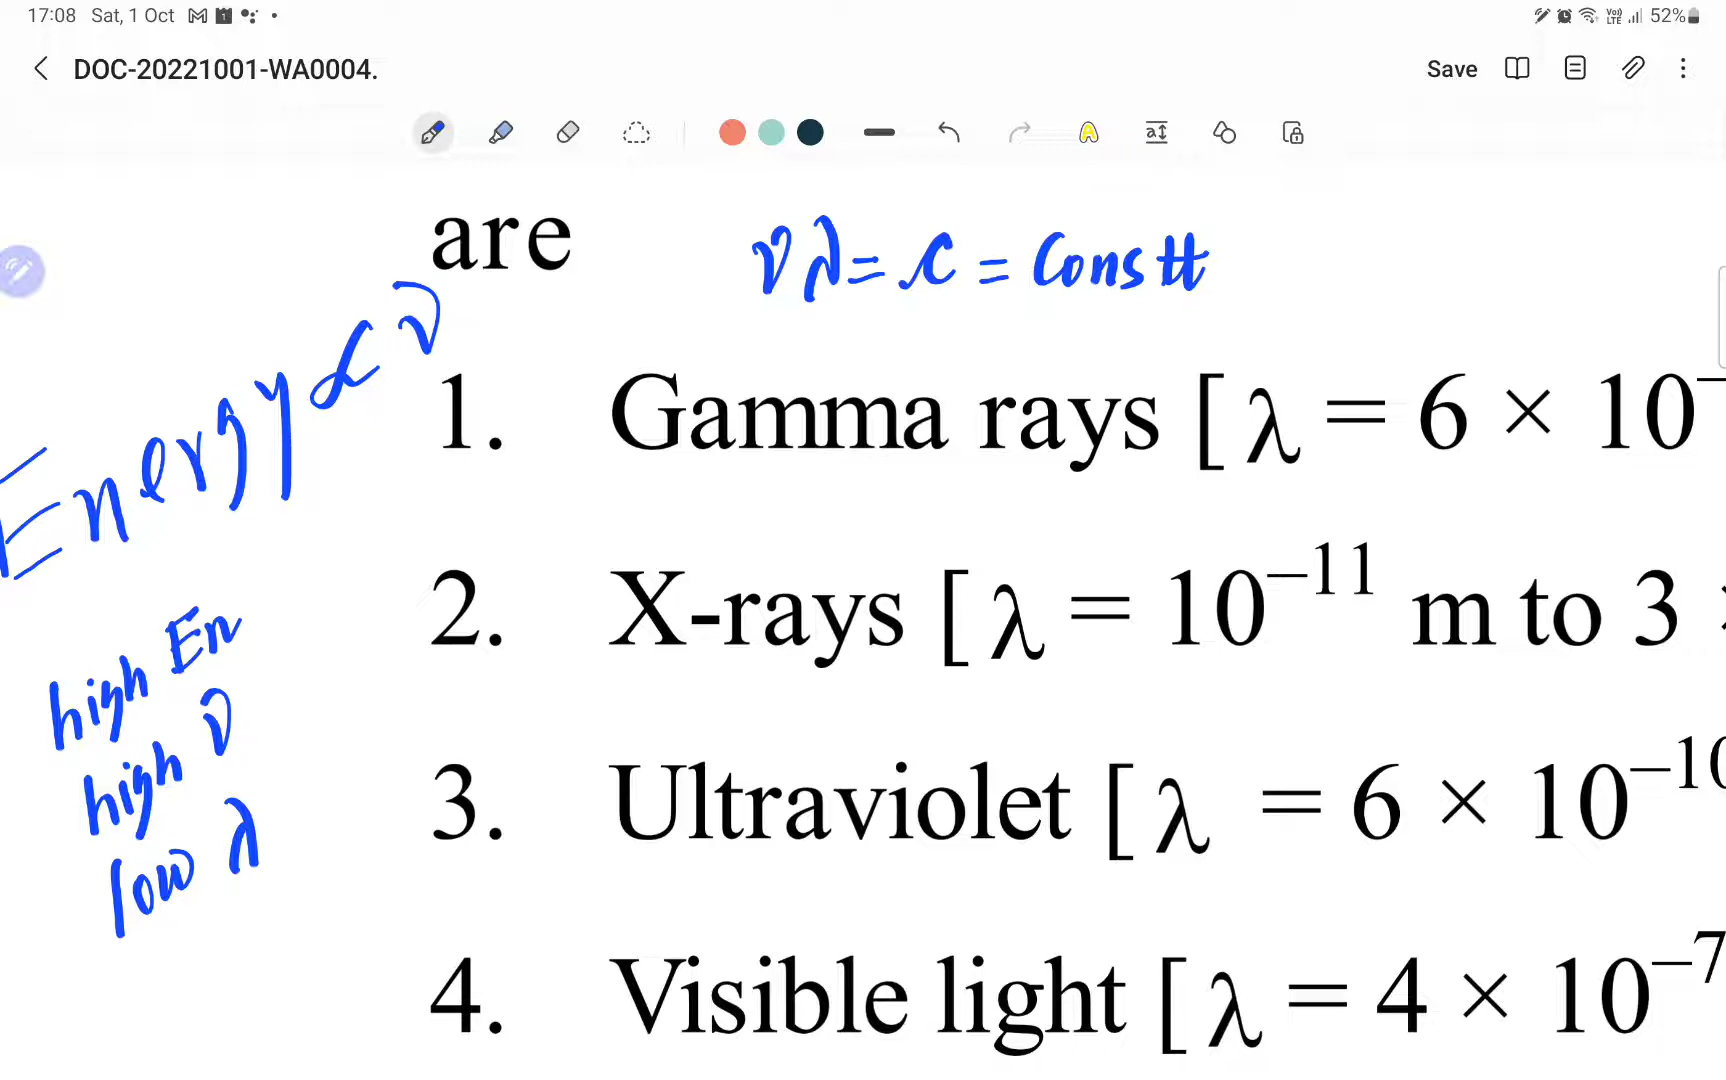 17:08 Sat, 1 Oct
52%
DOC-20221001-WA0004.
Save
are
νλ = c = Constt
Energy ∝ ν
1. Gamma rays [ λ = 6 × 10⁻
2. X-rays [ λ = 10⁻¹¹ m to 3 ×
3. Ultraviolet [ λ = 6 × 10⁻¹⁰
4. Visible light [ λ = 4 × 10⁻⁷
high En
high ν
low λ